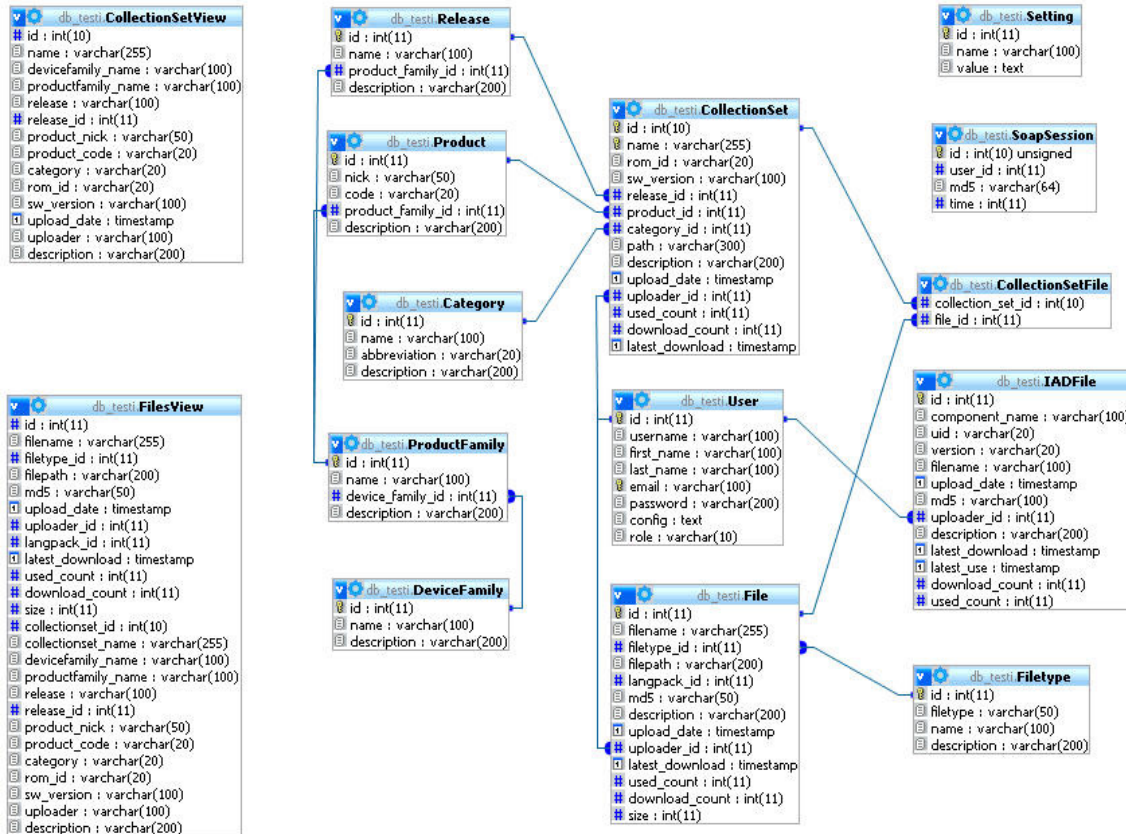 db_testi.CollectionSetView
id : int(10)
name : varchar(255)
devicefamily_name : varchar(100)
productfamily_name : varchar(100)
release : varchar(100)
release_id : int(11)
product_nick : varchar(50)
product_code : varchar(20)
category : varchar(20)
rom_id : varchar(20)
sw_version : varchar(100)
upload_date : timestamp
uploader : varchar(100)
description : varchar(200)
db_testi.FilesView
id : int(11)
filename : varchar(255)
filetype_id : int(11)
filepath : varchar(200)
md5 : varchar(50)
upload_date : timestamp
uploader_id : int(11)
langpack_id : int(11)
latest_download : timestamp
used_count : int(11)
download_count : int(11)
size : int(11)
collectionset_id : int(10)
collectionset_name : varchar(255)
devicefamily_name : varchar(100)
productfamily_name : varchar(100)
release : varchar(100)
release_id : int(11)
product_nick : varchar(50)
product_code : varchar(20)
category : varchar(20)
rom_id : varchar(20)
sw_version : varchar(100)
uploader : varchar(100)
description : varchar(200)
db_testi.Release
id : int(11)
name : varchar(100)
product_family_id : int(11)
description : varchar(200)
db_testi.Product
id : int(11)
nick : varchar(50)
code : varchar(20)
product_family_id : int(11)
description : varchar(200)
db_testi.Category
id : int(11)
name : varchar(100)
abbreviation : varchar(20)
description : varchar(200)
db_testi.ProductFamily
id : int(11)
name : varchar(100)
device_family_id : int(11)
description : varchar(200)
db_testi.DeviceFamily
id : int(11)
name : varchar(100)
description : varchar(200)
db_testi.CollectionSet
id : int(10)
name : varchar(255)
rom_id : varchar(20)
sw_version : varchar(100)
release_id : int(11)
product_id : int(11)
category_id : int(11)
path : varchar(300)
description : varchar(200)
upload_date : timestamp
uploader_id : int(11)
used_count : int(11)
download_count : int(11)
latest_download : timestamp
db_testi.User
id : int(11)
username : varchar(100)
first_name : varchar(100)
last_name : varchar(100)
email : varchar(100)
password : varchar(200)
config : text
role : varchar(10)
db_testi.File
id : int(11)
filename : varchar(255)
filetype_id : int(11)
filepath : varchar(200)
langpack_id : int(11)
md5 : varchar(50)
description : varchar(200)
upload_date : timestamp
uploader_id : int(11)
latest_download : timestamp
used_count : int(11)
download_count : int(11)
size : int(11)
db_testi.Setting
id : int(11)
name : varchar(100)
value : text
db_testi.SoapSession
id : int(10) unsigned
user_id : int(11)
md5 : varchar(64)
time : int(11)
db_testi.CollectionSetFile
collection_set_id : int(10)
file_id : int(11)
db_testi.IADFile
id : int(11)
component_name : varchar(100)
uid : varchar(20)
version : varchar(20)
filename : varchar(100)
upload_date : timestamp
md5 : varchar(100)
uploader_id : int(11)
description : varchar(200)
latest_download : timestamp
latest_use : timestamp
download_count : int(11)
used_count : int(11)
db_testi.Filetype
id : int(11)
filetype : varchar(50)
name : varchar(100)
description : varchar(200)